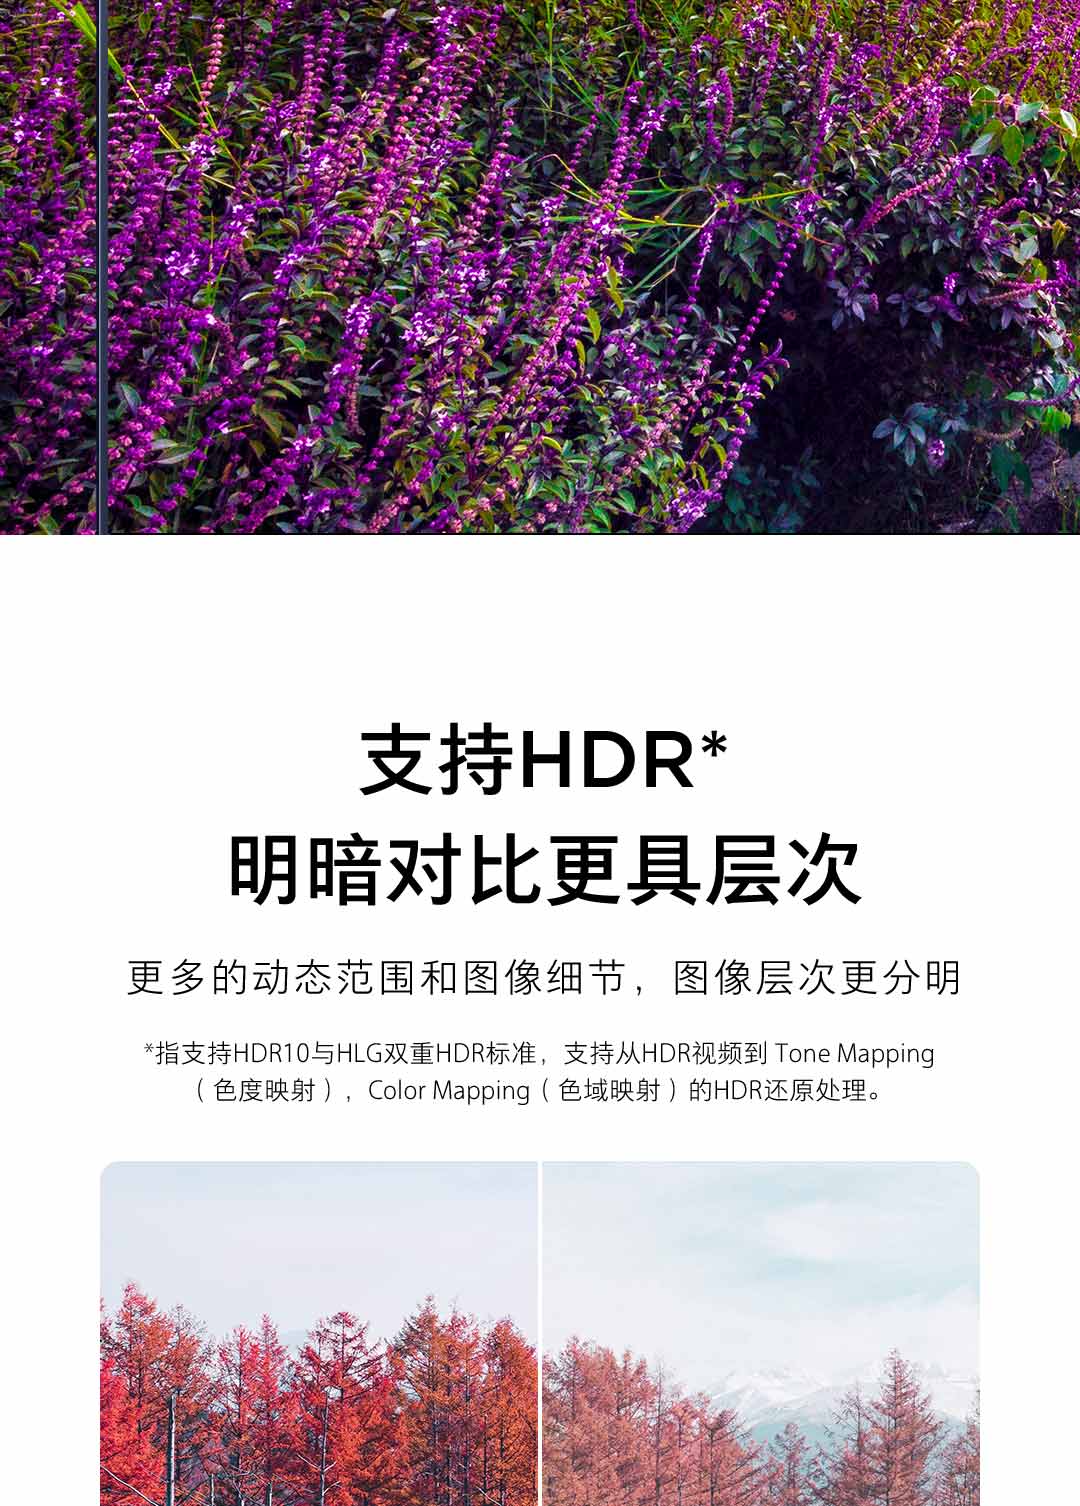 支持HDR*
明暗对比更具层次
更多的动态范围和图像细节，图像层次更分明
*指支持HDR10与HLG双重HDR标准，支持从HDR视频到 Tone Mapping
（色度映射），Color Mapping（色域映射）的HDR还原处理。